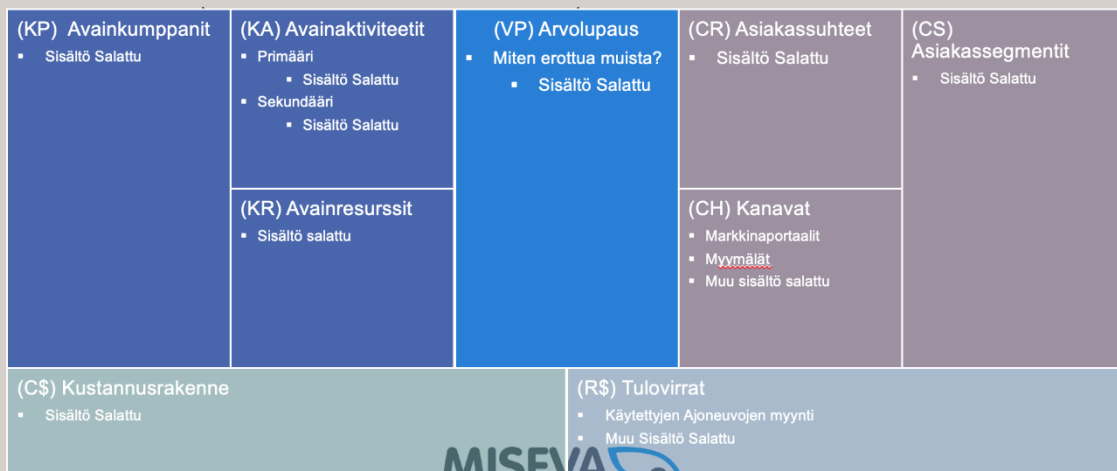 (KP) Avainkumppanit
Sisältö Salattu
(KA) Avainaktiviteetit
Primääri
Sisältö Salattu
Sekundääri
Sisältö Salattu
(KR) Avainresurssit
Sisältö salattu
(VP) Arvolupaus
Miten erottua muista?
Sisältö Salattu
(CR) Asiakassuhteet
Sisältö Salattu
(CH) Kanavat
Markkinaportaalit
Myymälät
Muu sisältö salattu
(CS)
Asiakassegmentit
Sisältö Salattu
(C$) Kustannusrakenne
Sisältö Salattu
(R$) Tulovirrat
Käytettyjen Ajoneuvojen myynti
Muu Sisältö Salattu
MISEVA